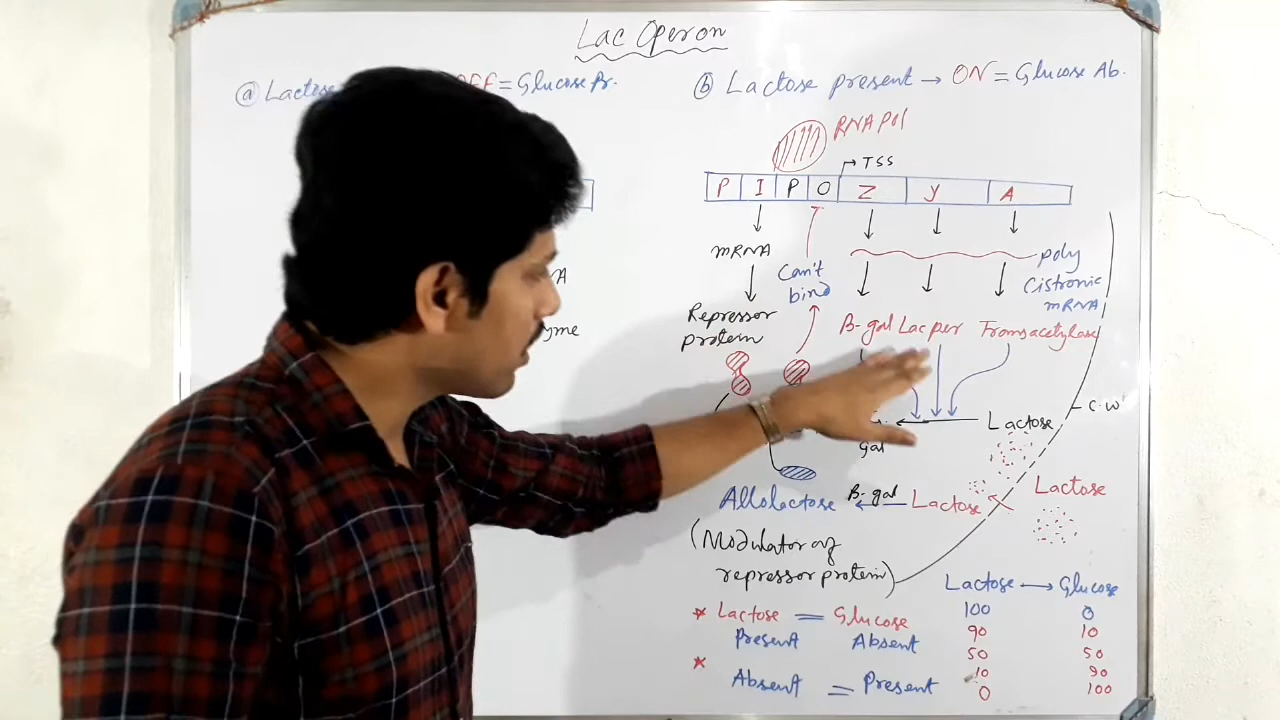 Lac Operon
(a) Lactose OFF = Glucose Pr.
(b) Lactose present → ON = Glucose Ab.
RNA Pol
TSS
P I P O Z Y A
mRNA
Can't
bind
poly
Cistronic
mRNA
Repressor
protein
B-gal Lac per Transacetylase
Lactose
C.W
gal
Allolactose B-gal ← Lactose
Lactose
(Modulator of
repressor protein)
Lactose → Glucose
100 0
90 10
50 50
10 90
0 100
* Lactose = Glucose
Present Absent
* Absent = Present